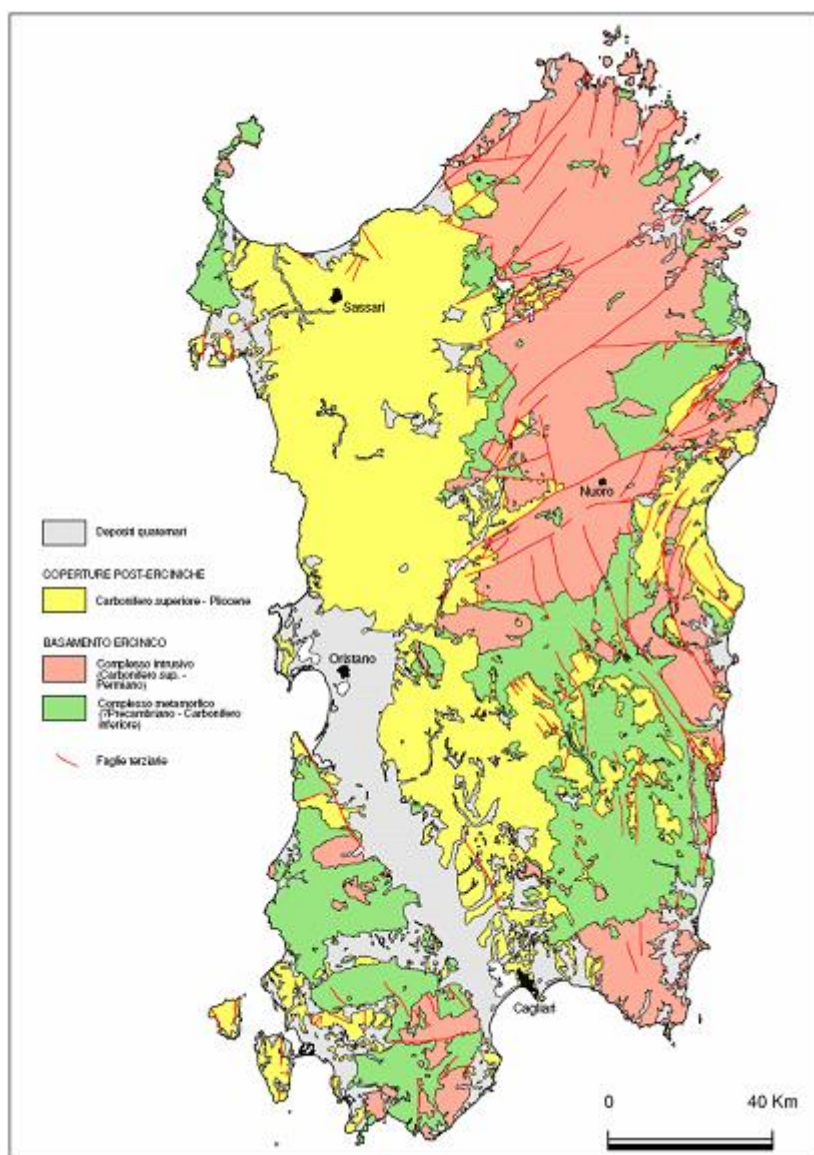 Sassari
Nuoro
Depositi quaternari
COPERTURE POST-ERCINICHE
Carbonifero superiore - Pliocene
BASAMENTO ERCINICO
Complesso intrusivo
(Carbonifero sup. -
Permiano)
Complesso metamorfico
(?Precambriano - Carbonifero
inferiore)
Faglie terziarie
Oristano
Cagliari
0 40 Km